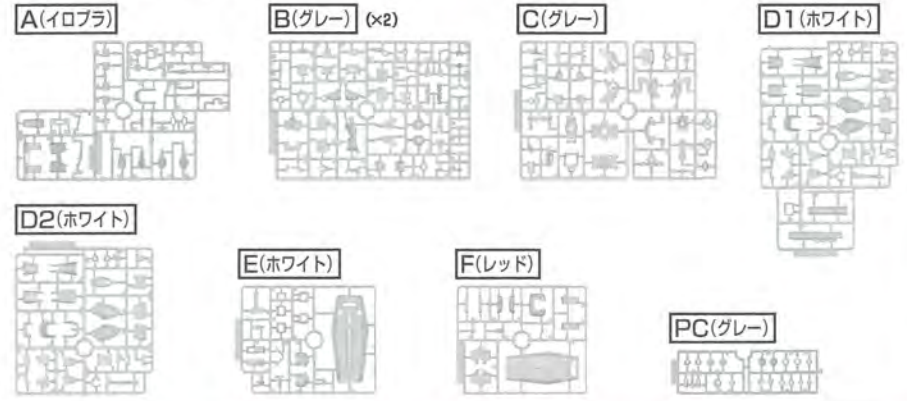 A(イロプラ)
B(グレー) (×2)
C(グレー)
D1(ホワイト)
D2(ホワイト)
E(ホワイト)
F(レッド)
PC(グレー)